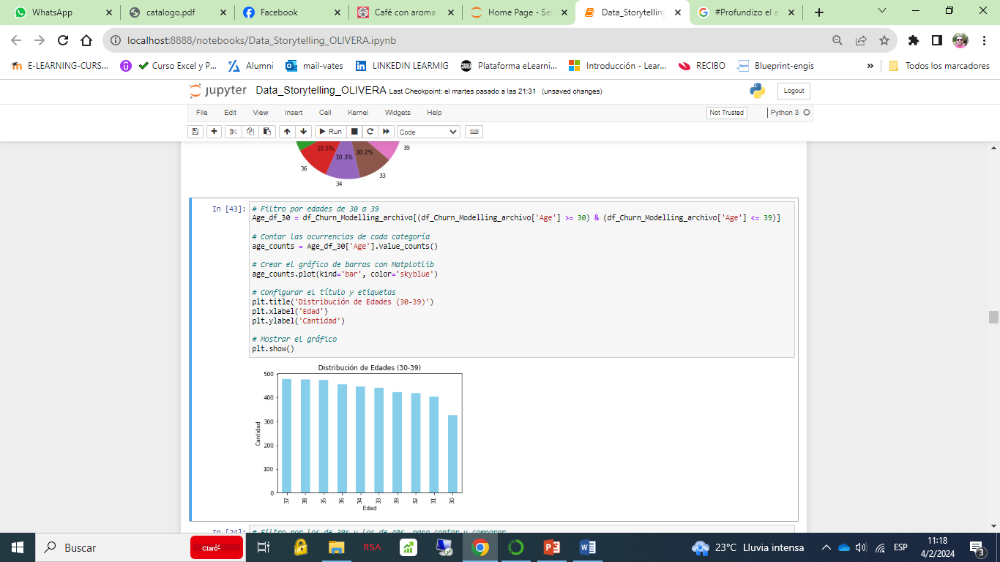 WhatsApp
catalogo.pdf
Facebook
Café con aroma
Home Page - Se
Data_Storytelling
#Profundizo el a
localhost:8888/notebooks/Data_Storytelling_OLIVERA.ipynb
E-LEARNING-CURS...
Curso Excel y P...
Alumni
mail-vates
LINKEDIN LEARMIG
Plataforma eLearni...
Introducción - Lear...
RECIBO
Blueprint-engis
»
Todos los marcadores
jupyter Data_Storytelling_OLIVERA Last Checkpoint: el martes pasado a las 21:31 (unsaved changes)
Logout
File Edit View Insert Cell Kernel Widgets Help
Not Trusted
Python 3
Run
Code
10.5%
10.3%
10.2%
39
36
34
33
In [43]:
# Filtro por edades de 30 a 39
Age_df_30 = df_Churn_Modelling_archivo[(df_Churn_Modelling_archivo['Age'] >= 30) & (df_Churn_Modelling_archivo['Age'] <= 39)]
# Contar las ocurrencias de cada categoría
age_counts = Age_df_30['Age'].value_counts()
# Crear el gráfico de barras con Matplotlib
age_counts.plot(kind='bar', color='skyblue')
# Configurar el título y etiquetas
plt.title('Distribución de Edades (30-39)')
plt.xlabel('Edad')
plt.ylabel('Cantidad')
# Mostrar el gráfico
plt.show()
Distribución de Edades (30-39)
500
400
300
200
100
0
Cantidad
37 38 35 36 34 33 39 32 31 30
Edad
In [24]: # Filtro por los de 30s y los de 40s, para contar y comparar
Buscar
Claro
RSA
23°C Lluvia intensa
ESP
11:18
4/2/2024
3